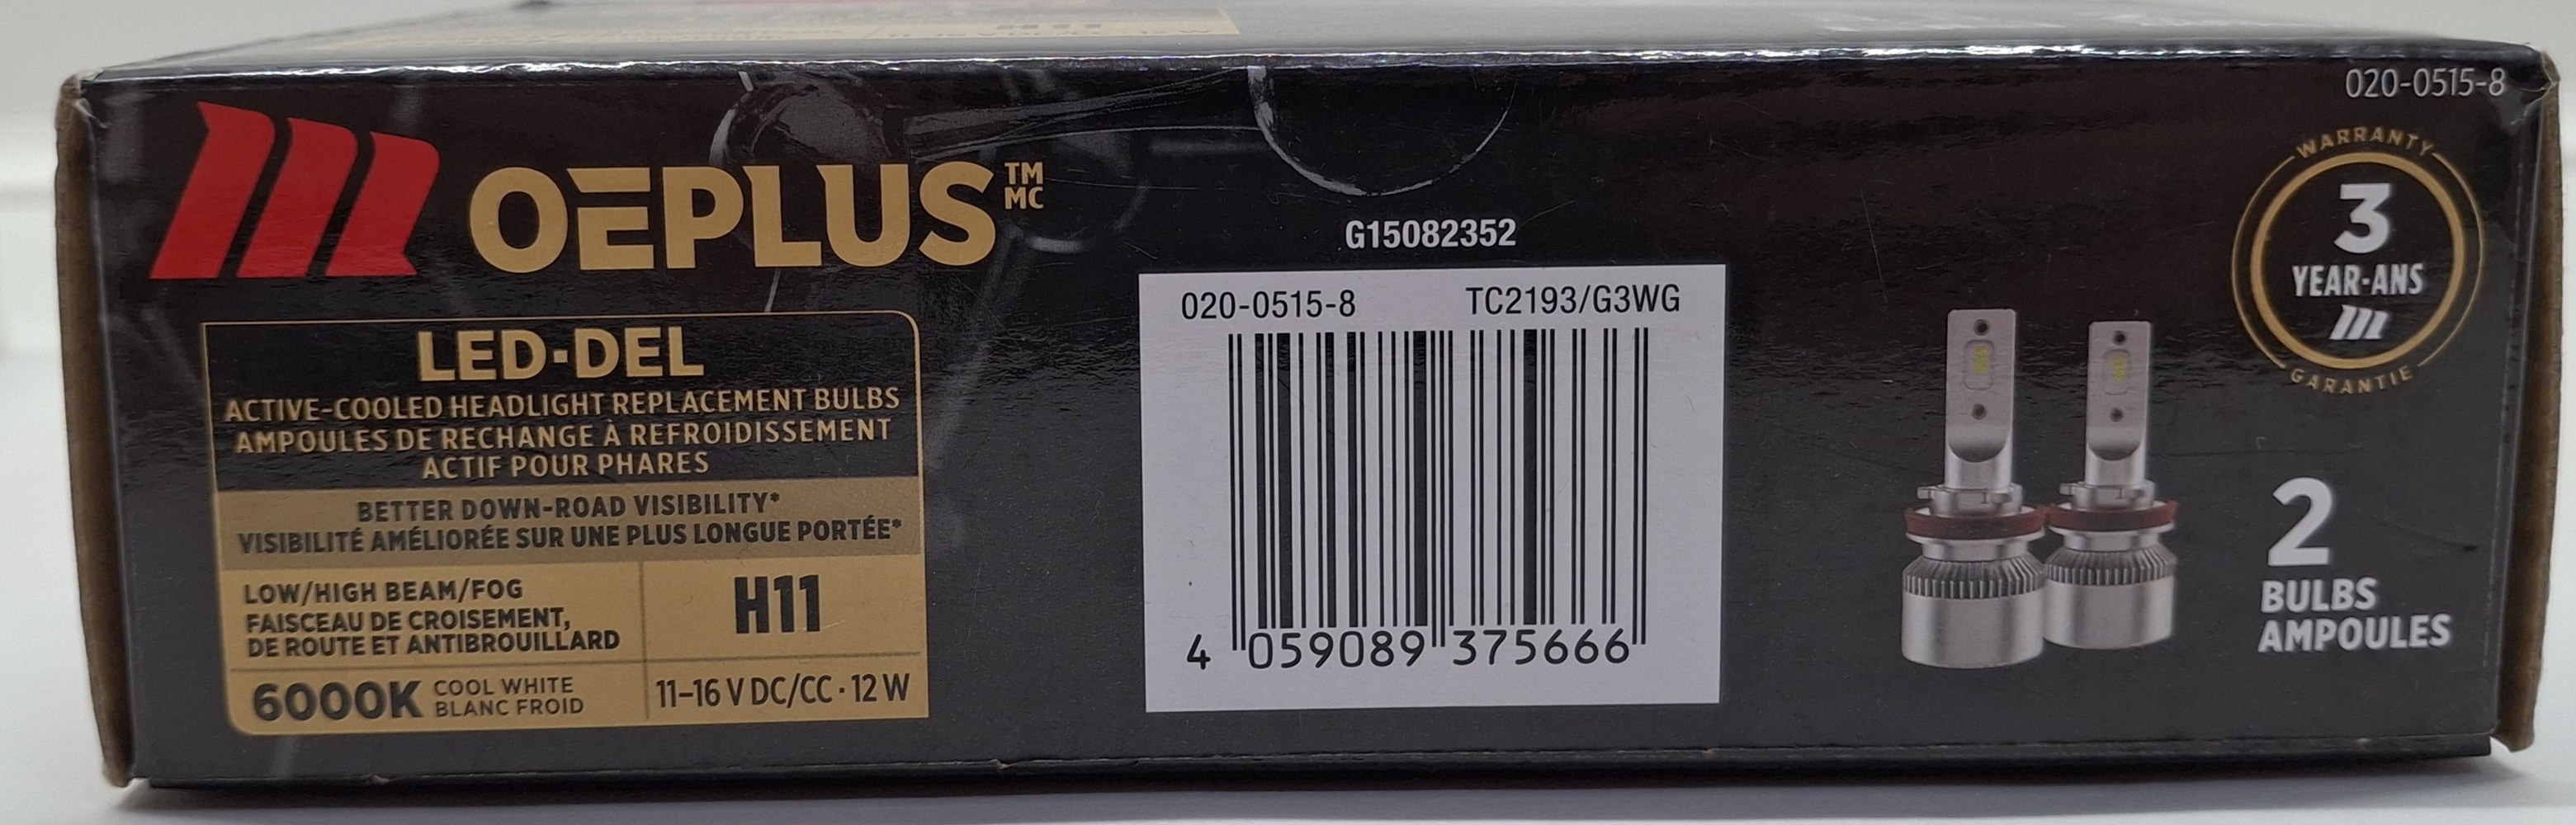 020-0515-8
OEPLUS™ MC
G15082352
WARRANTY
3
YEAR·ANS
GARANTIE
LED·DEL
ACTIVE-COOLED HEADLIGHT REPLACEMENT BULBS
AMPOULES DE RECHANGE À REFROIDISSEMENT
ACTIF POUR PHARES
BETTER DOWN-ROAD VISIBILITY*
VISIBILITÉ AMÉLIORÉE SUR UNE PLUS LONGUE PORTÉE*
LOW/HIGH BEAM/FOG
FAISCEAU DE CROISEMENT,
DE ROUTE ET ANTIBROUILLARD
H11
6000K COOL WHITE
BLANC FROID
11–16 V DC/CC · 12 W
020-0515-8 TC2193/G3WG
4 059089 375666
2
BULBS
AMPOULES